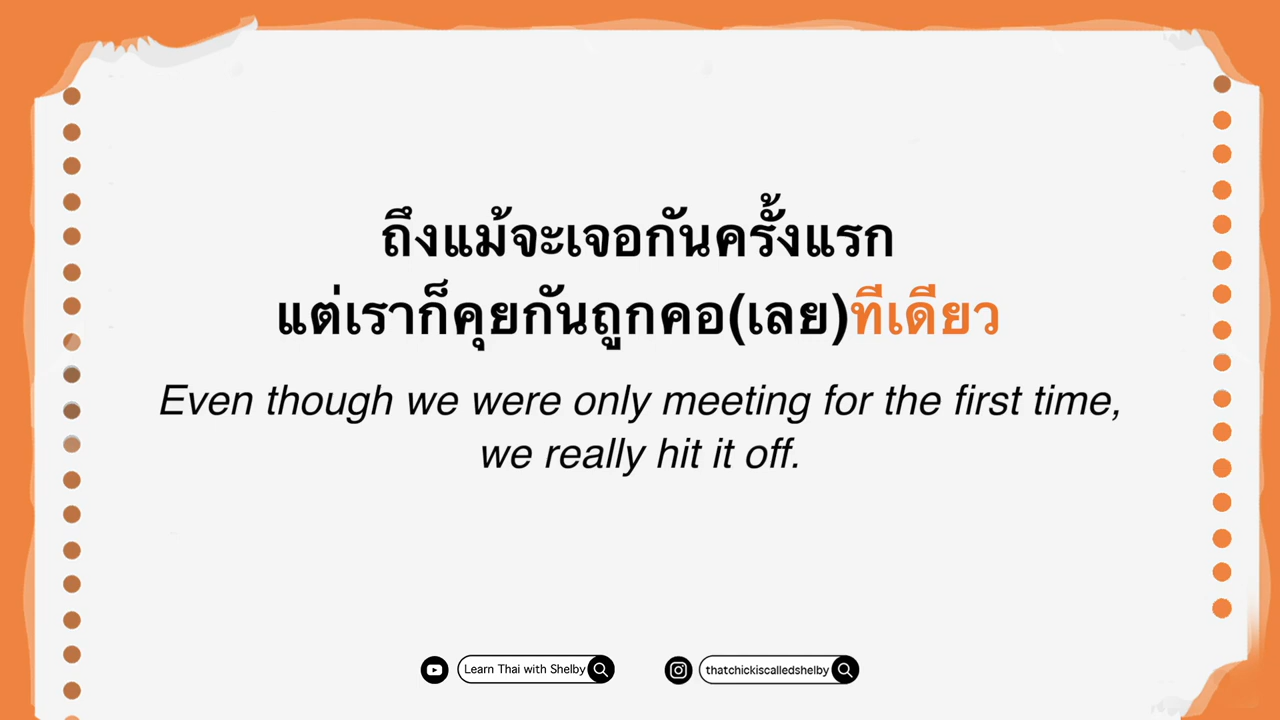 ถึงแม้จะเจอกันครั้งแรก
แต่เราก็คุยกันถูกคอ(เลย)ทีเดียว
Even though we were only meeting for the first time,
we really hit it off.
Learn Thai with Shelby
thatchickiscalledshelby